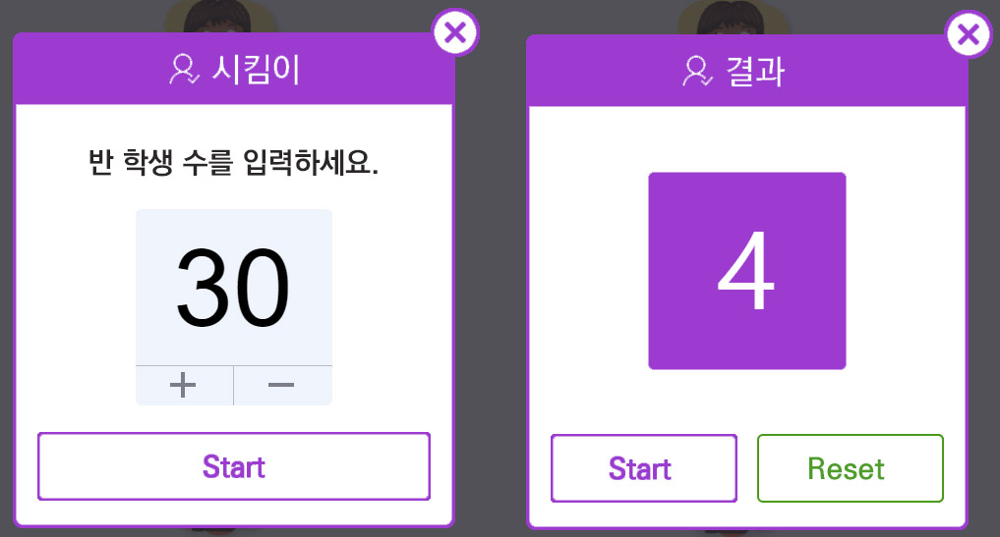 시킴이
반 학생 수를 입력하세요.
30
+ −
Start
결과
4
Start Reset